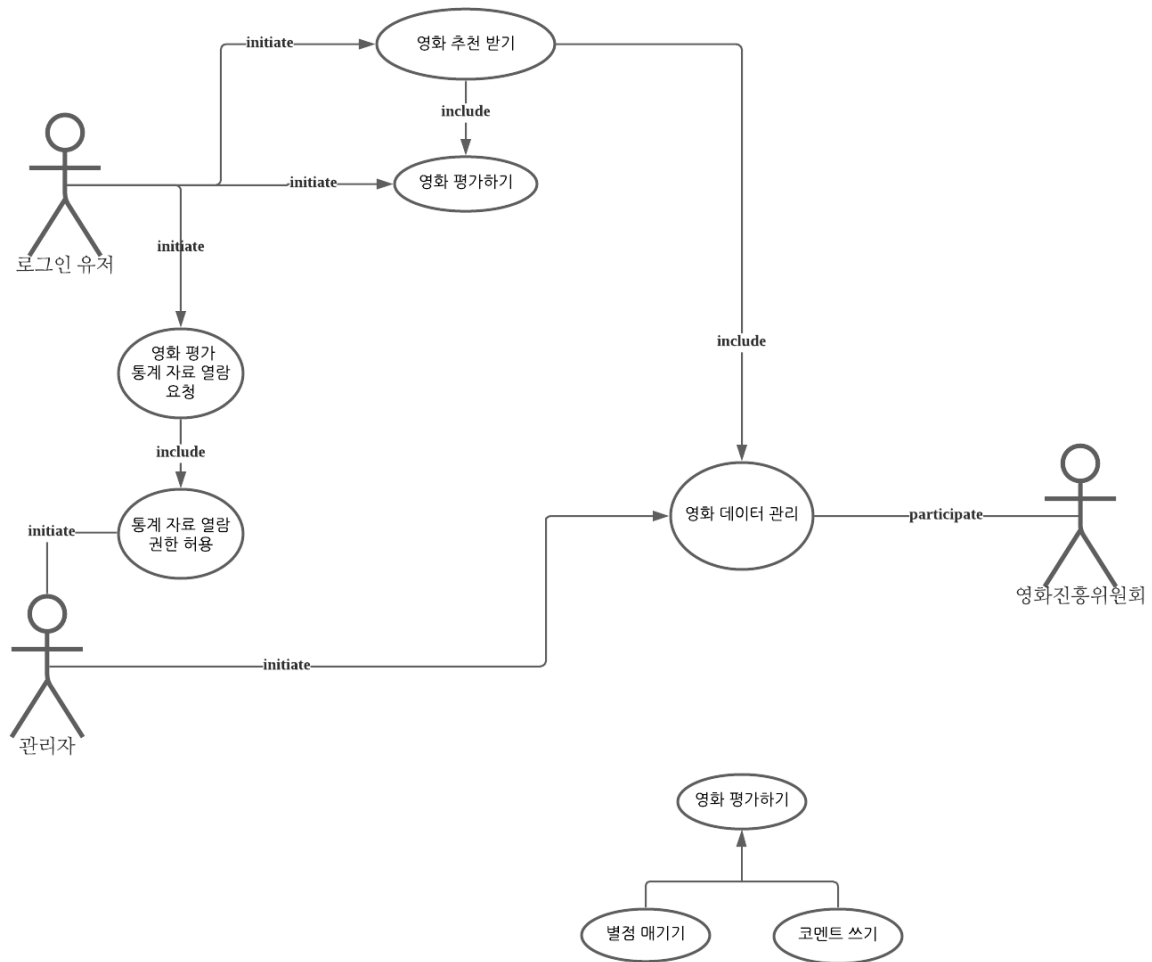 initiate
영화 추천 받기
include
initiate
영화 평가하기
로그인 유저
initiate
영화 평가
통계 자료 열람
요청
include
include
통계 자료 열람
권한 허용
initiate
관리자
initiate
영화 데이터 관리
participate
영화진흥위원회
영화 평가하기
별점 매기기
코멘트 쓰기